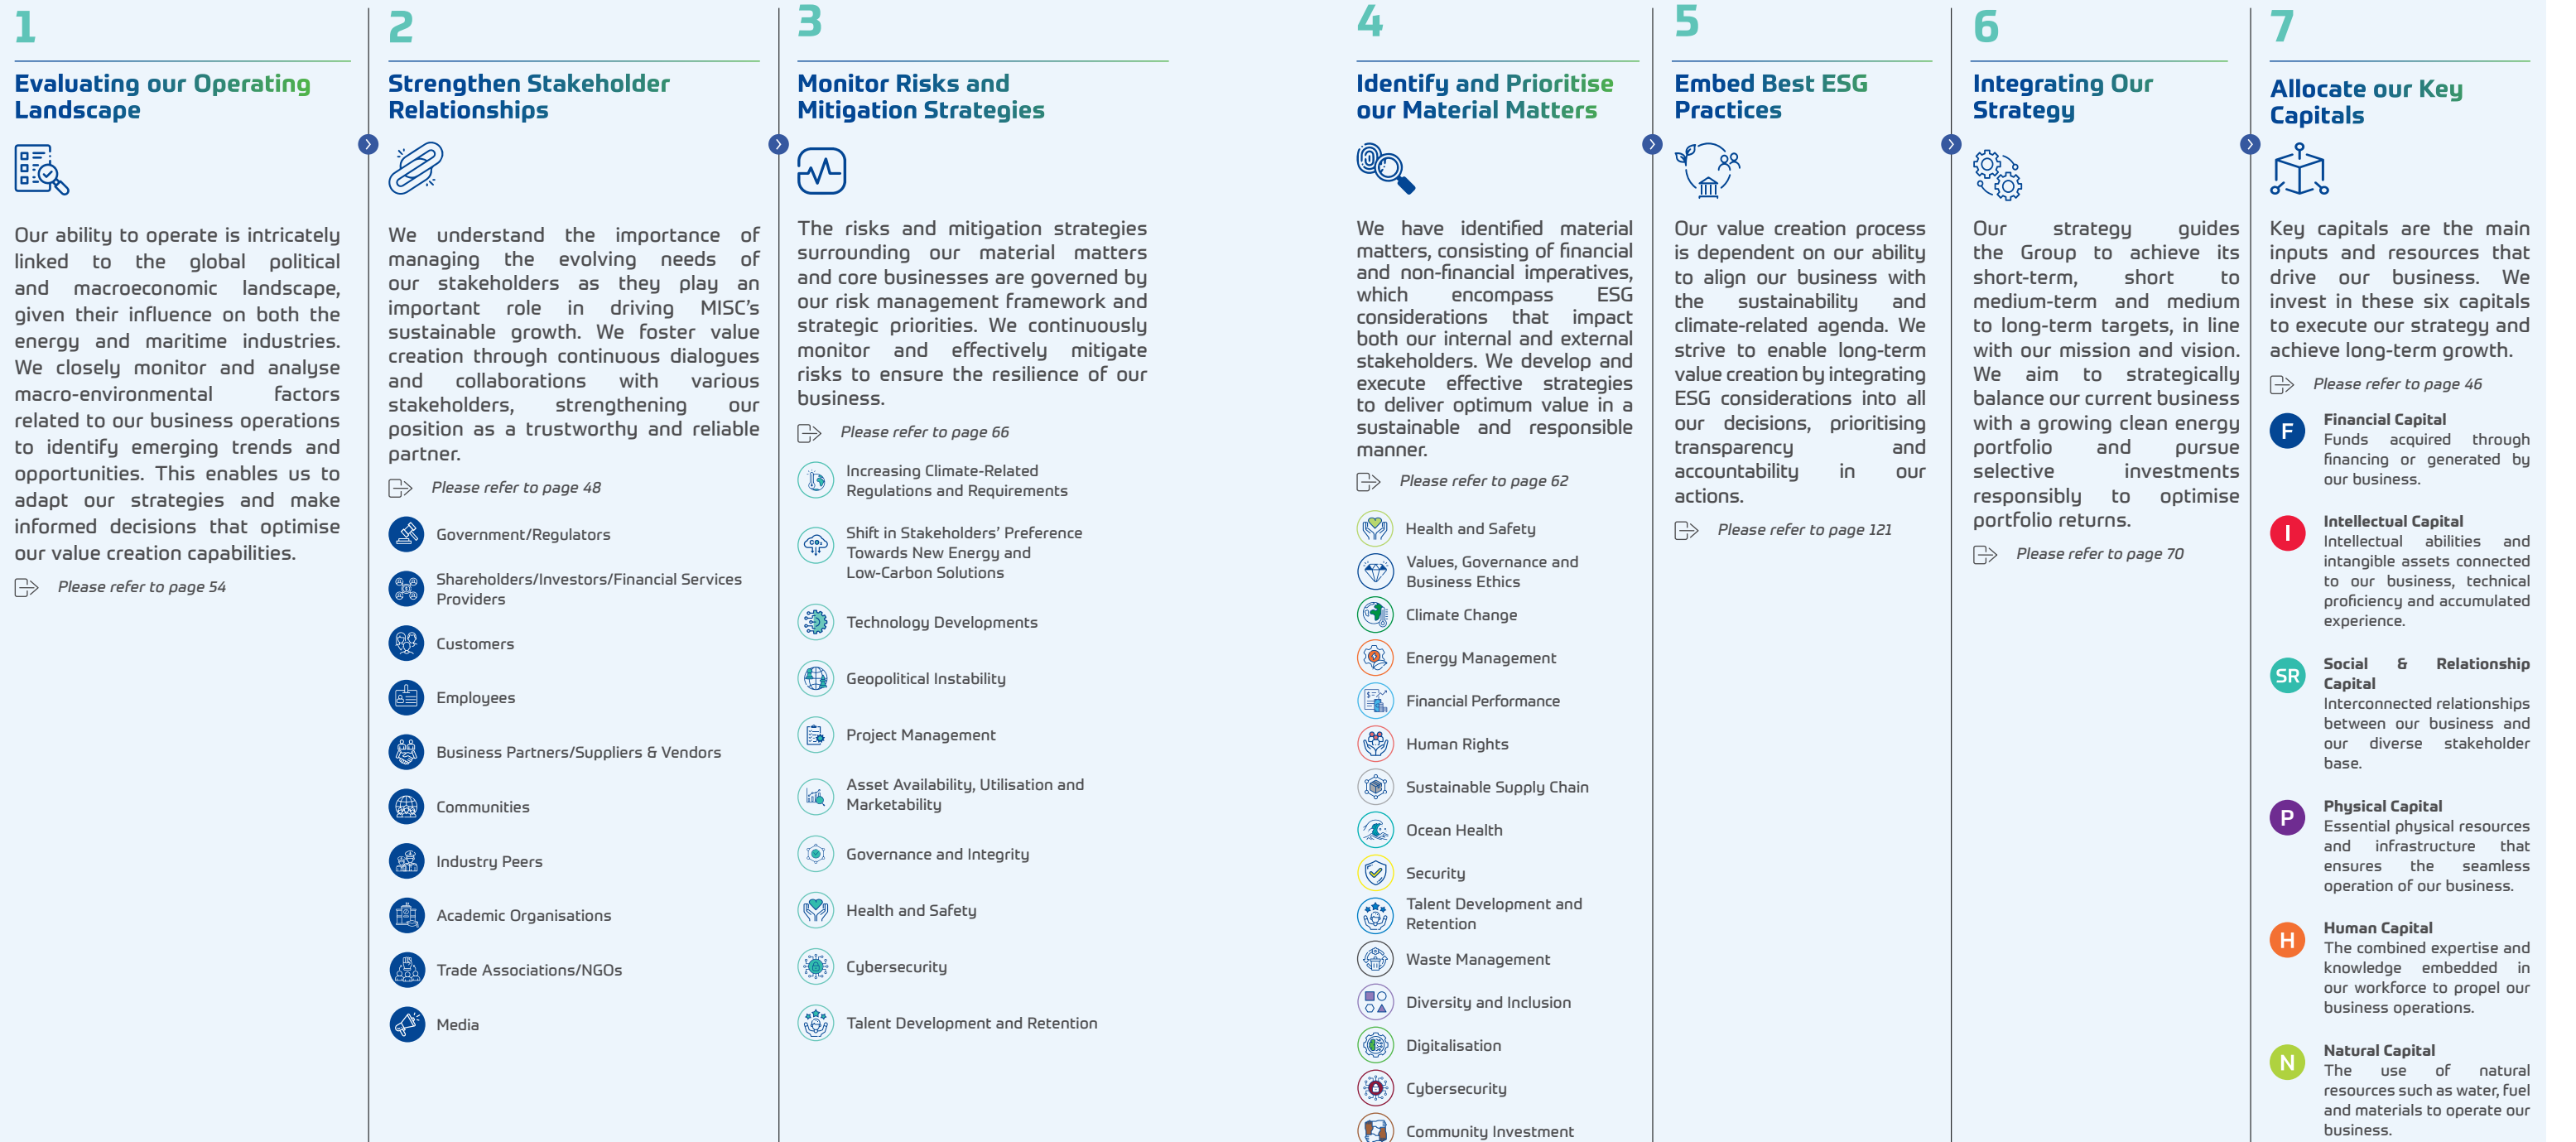 1
Evaluating our Operating
Landscape
Our ability to operate is intricately
linked to the global political
and macroeconomic landscape,
given their influence on both the
energy and maritime industries.
We closely monitor and analyse
macro-environmental factors
related to our business operations
to identify emerging trends and
opportunities. This enables us to
adapt our strategies and make
informed decisions that optimise
our value creation capabilities.
Please refer to page 54
2
Strengthen Stakeholder
Relationships
We understand the importance of
managing the evolving needs of
our stakeholders as they play an
important role in driving MISC’s
sustainable growth. We foster value
creation through continuous dialogues
and collaborations with various
stakeholders, strengthening our
position as a trustworthy and reliable
partner.
Please refer to page 48
Government/Regulators
Shareholders/Investors/Financial Services
Providers
Customers
Employees
Business Partners/Suppliers & Vendors
Communities
Industry Peers
Academic Organisations
Trade Associations/NGOs
Media
3
Monitor Risks and
Mitigation Strategies
The risks and mitigation strategies
surrounding our material matters
and core businesses are governed by
our risk management framework and
strategic priorities. We continuously
monitor and effectively mitigate
risks to ensure the resilience of our
business.
Please refer to page 66
Increasing Climate-Related
Regulations and Requirements
Shift in Stakeholders’ Preference
Towards New Energy and
Low-Carbon Solutions
Technology Developments
Geopolitical Instability
Project Management
Asset Availability, Utilisation and
Marketability
Governance and Integrity
Health and Safety
Cybersecurity
Talent Development and Retention
4
Identify and Prioritise
our Material Matters
We have identified material
matters, consisting of financial
and non-financial imperatives,
which encompass ESG
considerations that impact
both our internal and external
stakeholders. We develop and
execute effective strategies
to deliver optimum value in a
sustainable and responsible
manner.
Please refer to page 62
Health and Safety
Values, Governance and
Business Ethics
Climate Change
Energy Management
Financial Performance
Human Rights
Sustainable Supply Chain
Ocean Health
Security
Talent Development and
Retention
Waste Management
Diversity and Inclusion
Digitalisation
Cybersecurity
Community Investment
5
Embed Best ESG
Practices
Our value creation process
is dependent on our ability
to align our business with
the sustainability and
climate-related agenda. We
strive to enable long-term
value creation by integrating
ESG considerations into all
our decisions, prioritising
transparency and
accountability in our
actions.
Please refer to page 121
6
Integrating Our
Strategy
Our strategy guides
the Group to achieve its
short-term, short to
medium-term and medium
to long-term targets, in line
with our mission and vision.
We aim to strategically
balance our current business
with a growing clean energy
portfolio and pursue
selective investments
responsibly to optimise
portfolio returns.
Please refer to page 70
7
Allocate our Key
Capitals
Key capitals are the main
inputs and resources that
drive our business. We
invest in these six capitals
to execute our strategy and
achieve long-term growth.
Please refer to page 46
F
Financial Capital
Funds acquired through
financing or generated by
our business.
I
Intellectual Capital
Intellectual abilities and
intangible assets connected
to our business, technical
proficiency and accumulated
experience.
SR
Social & Relationship
Capital
Interconnected relationships
between our business and
our diverse stakeholder
base.
P
Physical Capital
Essential physical resources
and infrastructure that
ensures the seamless
operation of our business.
H
Human Capital
The combined expertise and
knowledge embedded in
our workforce to propel our
business operations.
N
Natural Capital
The use of natural
resources such as water, fuel
and materials to operate our
business.